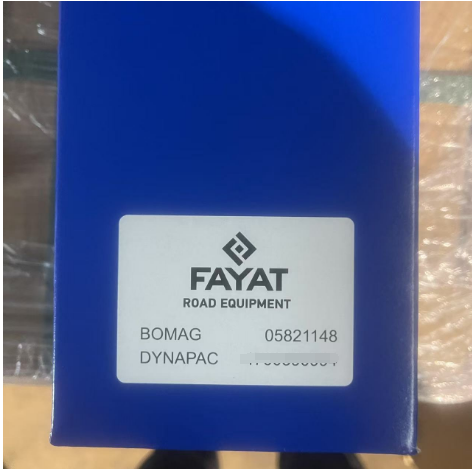 FAYAT
ROAD EQUIPMENT
BOMAG 05821148
DYNAPAC